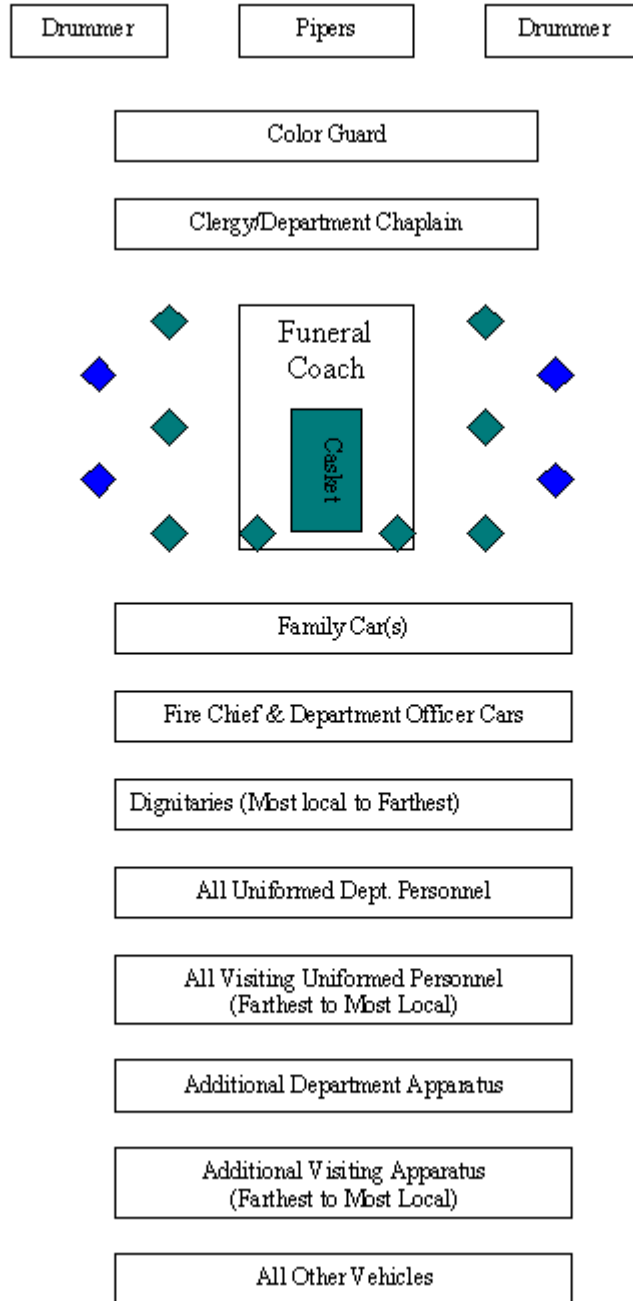 Drummer
Pipers
Drummer
Color Guard
Clergy/Department Chaplain
Funeral
Coach
Casket
Family Car(s)
Fire Chief & Department Officer Cars
Dignitaries (Most local to Farthest)
All Uniformed Dept. Personnel
All Visiting Uniformed Personnel
(Farthest to Most Local)
Additional Department Apparatus
Additional Visiting Apparatus
(Farthest to Most Local)
All Other Vehicles